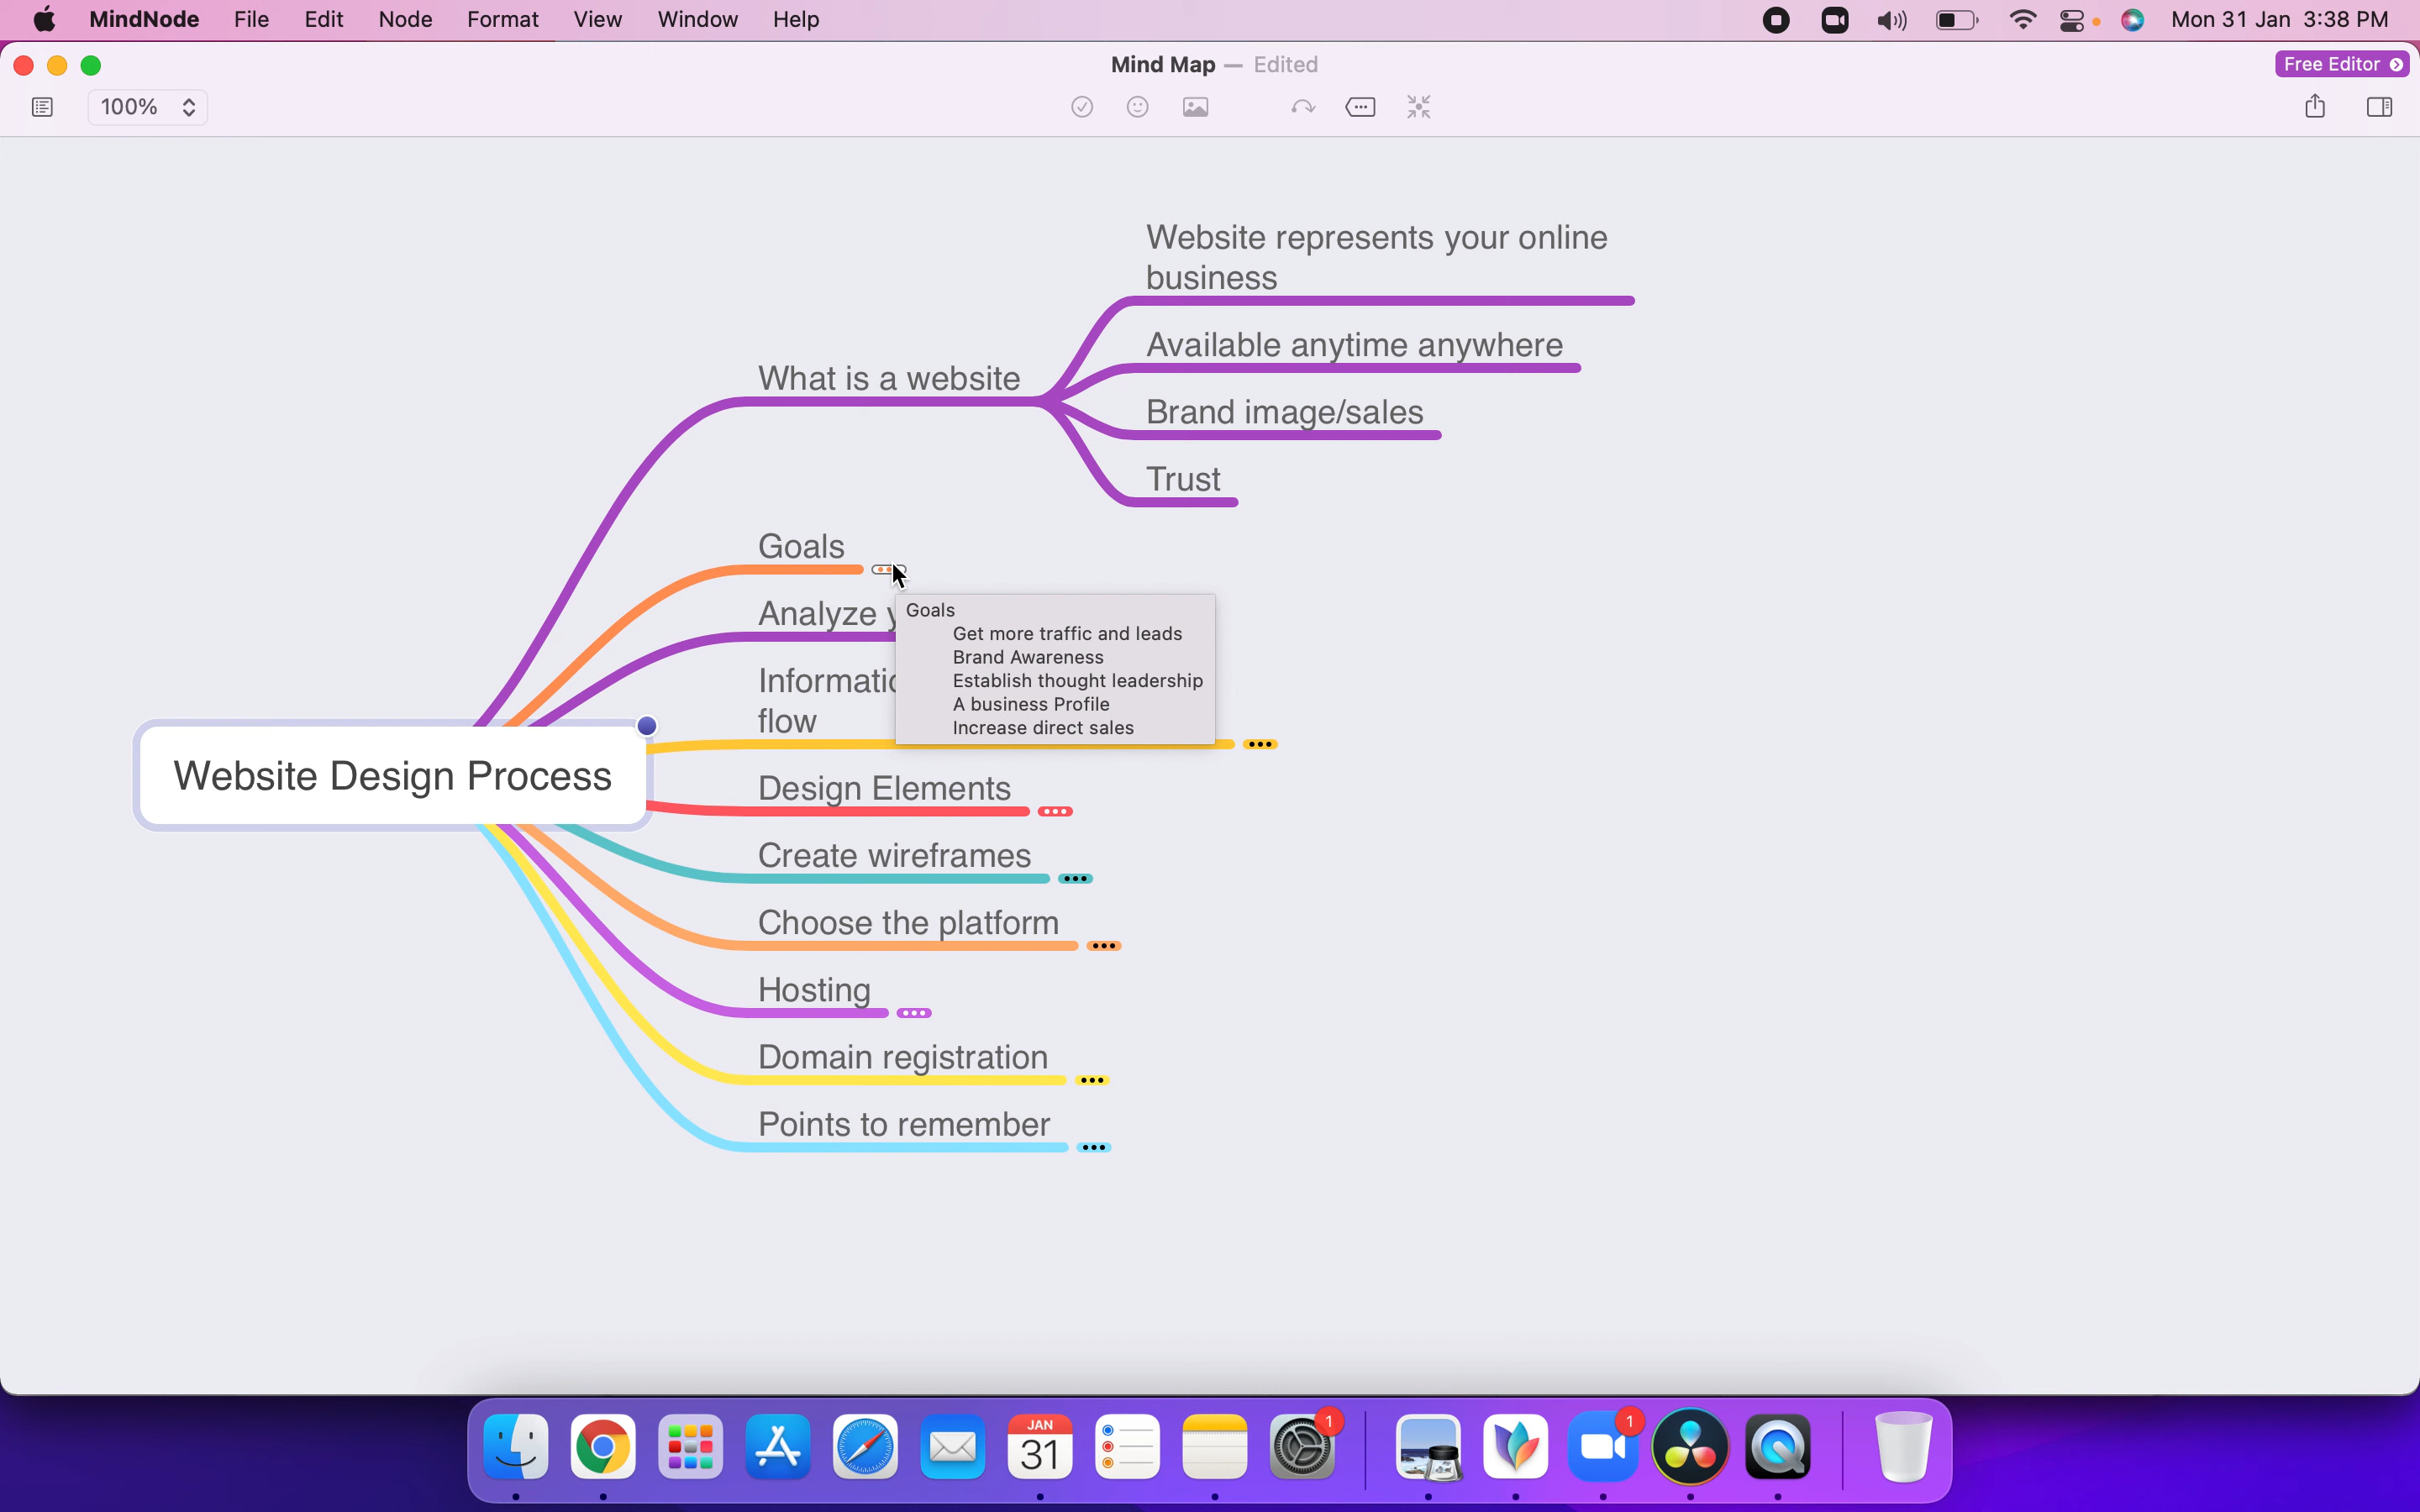 MindNode File Edit Node Format View Window Help Mon 31 Jan 3:38 PM
Mind Map — Edited
Free Editor
100%
Website represents your online
business
Available anytime anywhere
What is a website
Brand image/sales
Trust
Goals
Analyze
Goals
Get more traffic and leads
Brand Awareness
Establish thought leadership
A business Profile
Increase direct sales
flow
Website Design Process
Design Elements
Create wireframes
Choose the platform
Hosting
Domain registration
Points to remember
JAN
31
1
1